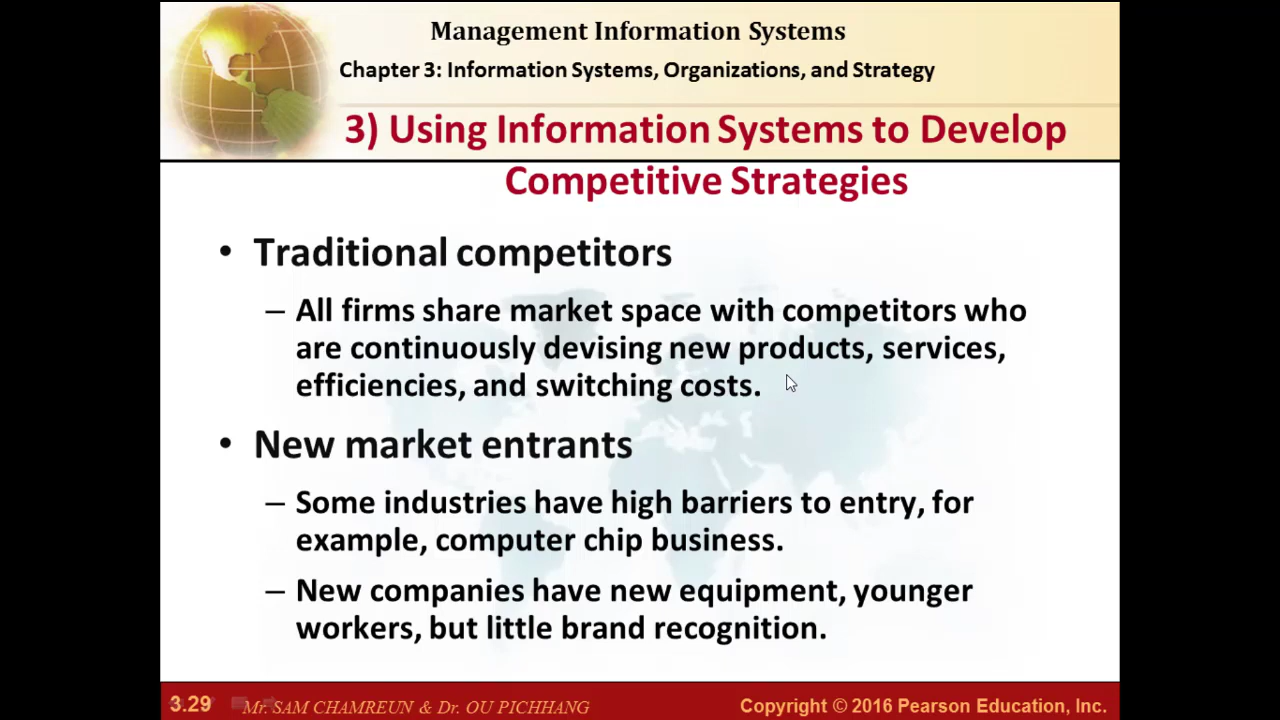 Management Information Systems
Chapter 3: Information Systems, Organizations, and Strategy
3) Using Information Systems to Develop
Competitive Strategies
• Traditional competitors
– All firms share market space with competitors who
are continuously devising new products, services,
efficiencies, and switching costs.
• New market entrants
– Some industries have high barriers to entry, for
example, computer chip business.
– New companies have new equipment, younger
workers, but little brand recognition.
3.29 Mr. SAM CHAMREUN & Dr. OU PICHHANG Copyright © 2016 Pearson Education, Inc.